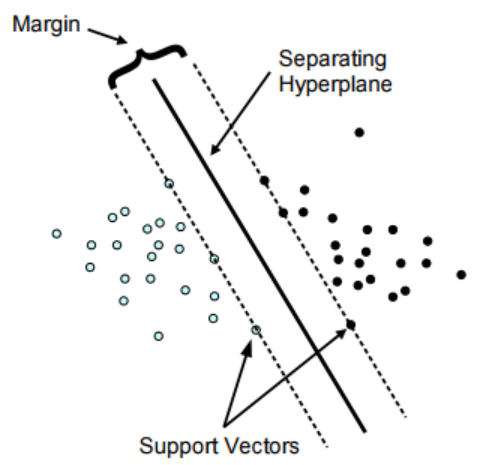 Margin
Separating
Hyperplane
Support Vectors